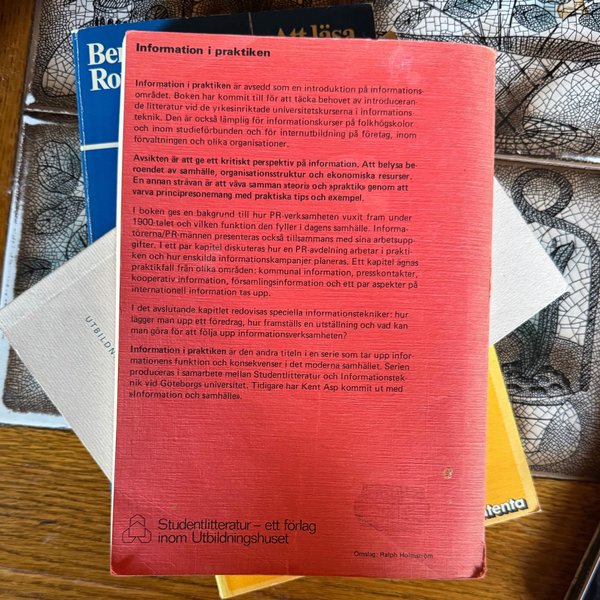 Ber
Ro
Att läsa
Information i praktiken
Information i praktiken är avsedd som en introduktion på informations-
området. Boken har kommit till för att täcka behovet av introduceran-
de litteratur vid de yrkesinriktade universitetskurserna i informations-
teknik. Den är också lämplig för informationskurser på folkhögskolor
och inom studieförbunden och för internutbildning på företag, inom
förvaltningen och olika organisationer.
Avsikten är att ge ett kritiskt perspektiv på information. Att belysa be-
roendet av samhälle, organisationsstruktur och ekonomiska resurser.
En annan strävan är att väva samman »teori» och »praktik» genom att
varva principresonemang med praktiska tips och exempel.
I boken ges en bakgrund till hur PR-verksamheten vuxit fram under
1900-talet och vilken funktion den fyller i dagens samhälle. Informa-
törerna/PR-männen presenteras också tillsammans med sina arbetsupp-
gifter. I ett par kapitel diskuteras hur en PR-avdelning arbetar i prakti-
ken och hur enskilda informationskampanjer planeras. Ett kapitel ägnas
praktikfall från olika områden: kommunal information, presskontakter,
kooperativ information, församlingsinformation och ett par aspekter på
internationell information tas upp.
I det avslutande kapitlet redovisas speciella informationstekniker: hur
lägger man upp ett föredrag, hur framställs en utställning och vad kan
man göra för att följa upp informationsverksamheten?
Information i praktiken är den andra titeln i en serie som tar upp infor-
mationens funktion och konsekvenser i det moderna samhället. Serien
produceras i samarbete mellan Studentlitteratur och Informationstek-
nik vid Göteborgs universitet. Tidigare har Kent Asp kommit ut med
»Information och samhälle».
Studentlitteratur – ett förlag
inom Utbildningshuset
Omslag: Ralph Holmström
UTBILDN
tenta